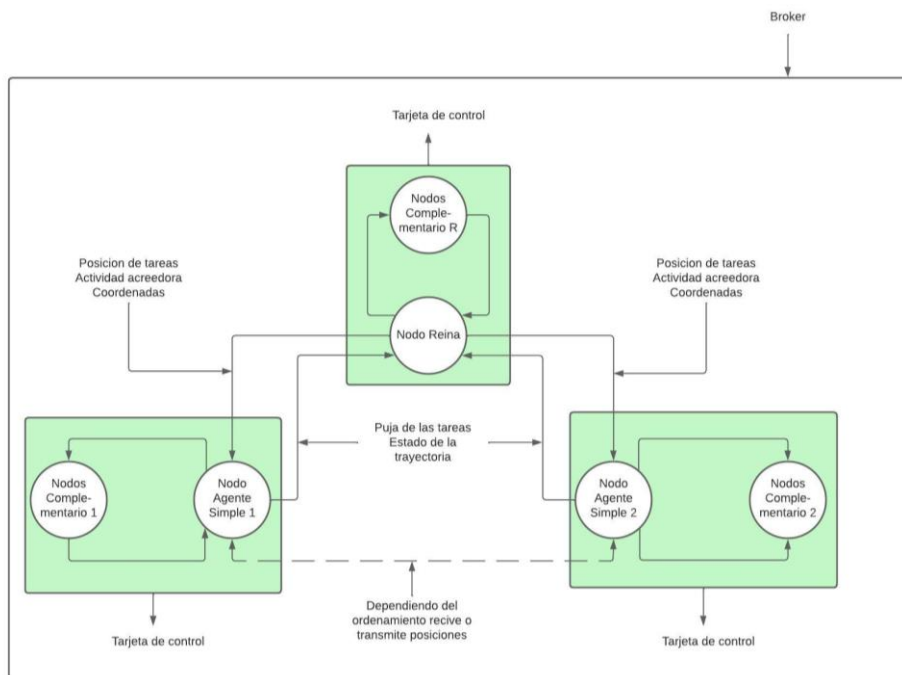 Broker
Tarjeta de control
Nodos
Comple-
mentario R
Posicion de tareas
Actividad acreedora
Coordenadas
Posicion de tareas
Actividad acreedora
Coordenadas
Nodo Reina
Puja de las tareas
Estado de la
trayectoria
Nodos
Comple-
mentario 1
Nodo
Agente
Simple 1
Nodo
Agente
Simple 2
Nodos
Comple-
mentario 2
Dependiendo del
ordenamiento recive o
transmite posiciones
Tarjeta de control
Tarjeta de control